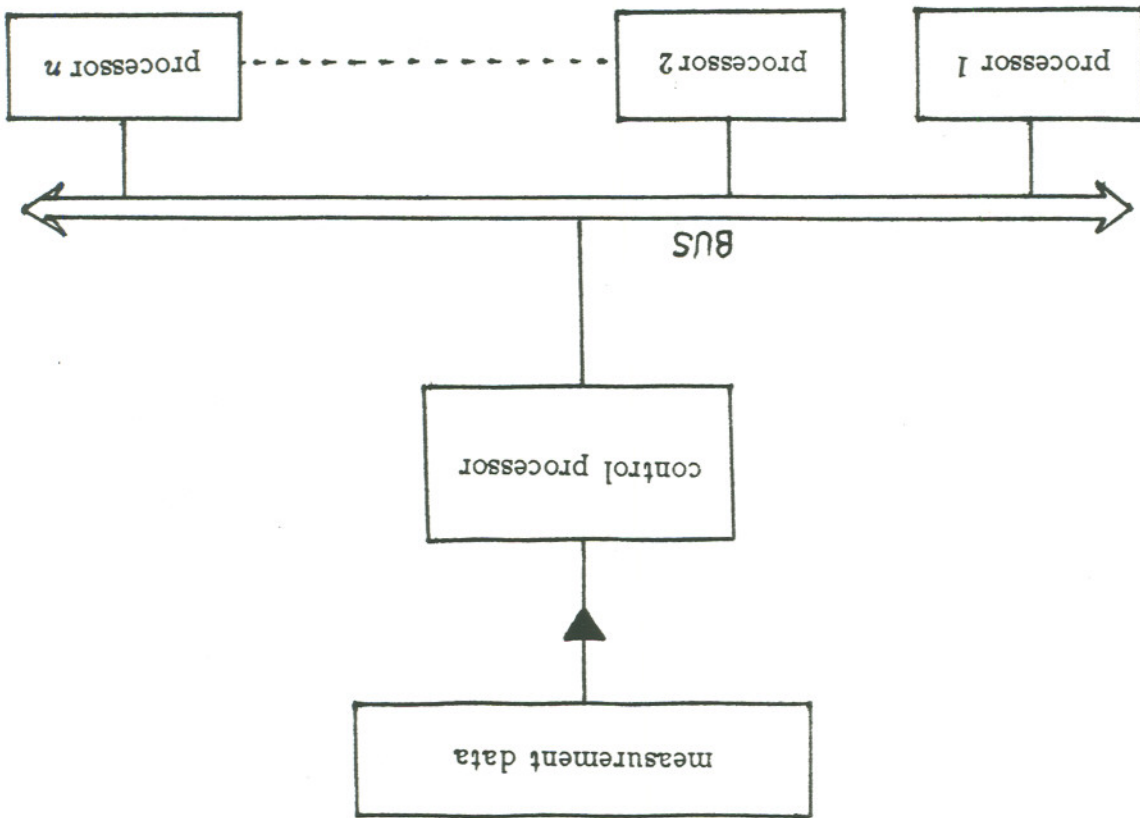 measurement data
control processor
BUS
processor 1
processor 2
processor n